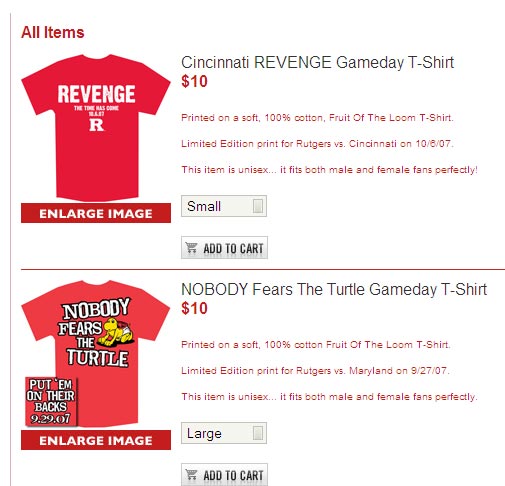 All Items
REVENGE
THE TIME HAS COME
10.6.07
R
ENLARGE IMAGE
Cincinnati REVENGE Gameday T-Shirt
$10
Printed on a soft, 100% cotton, Fruit Of The Loom T-Shirt.
Limited Edition print for Rutgers vs. Cincinnati on 10/6/07.
This item is unisex... it fits both male and female fans perfectly!
Small
ADD TO CART
NOBODY
FEARS
THE
TURTLE
PUT 'EM
ON THEIR
BACKS
9.29.07
ENLARGE IMAGE
NOBODY Fears The Turtle Gameday T-Shirt
$10
Printed on a soft, 100% cotton Fruit Of The Loom T-Shirt.
Limited Edition print for Rutgers vs. Maryland on 9/27/07.
This item is unisex... it fits both male and female fans perfectly.
Large
ADD TO CART